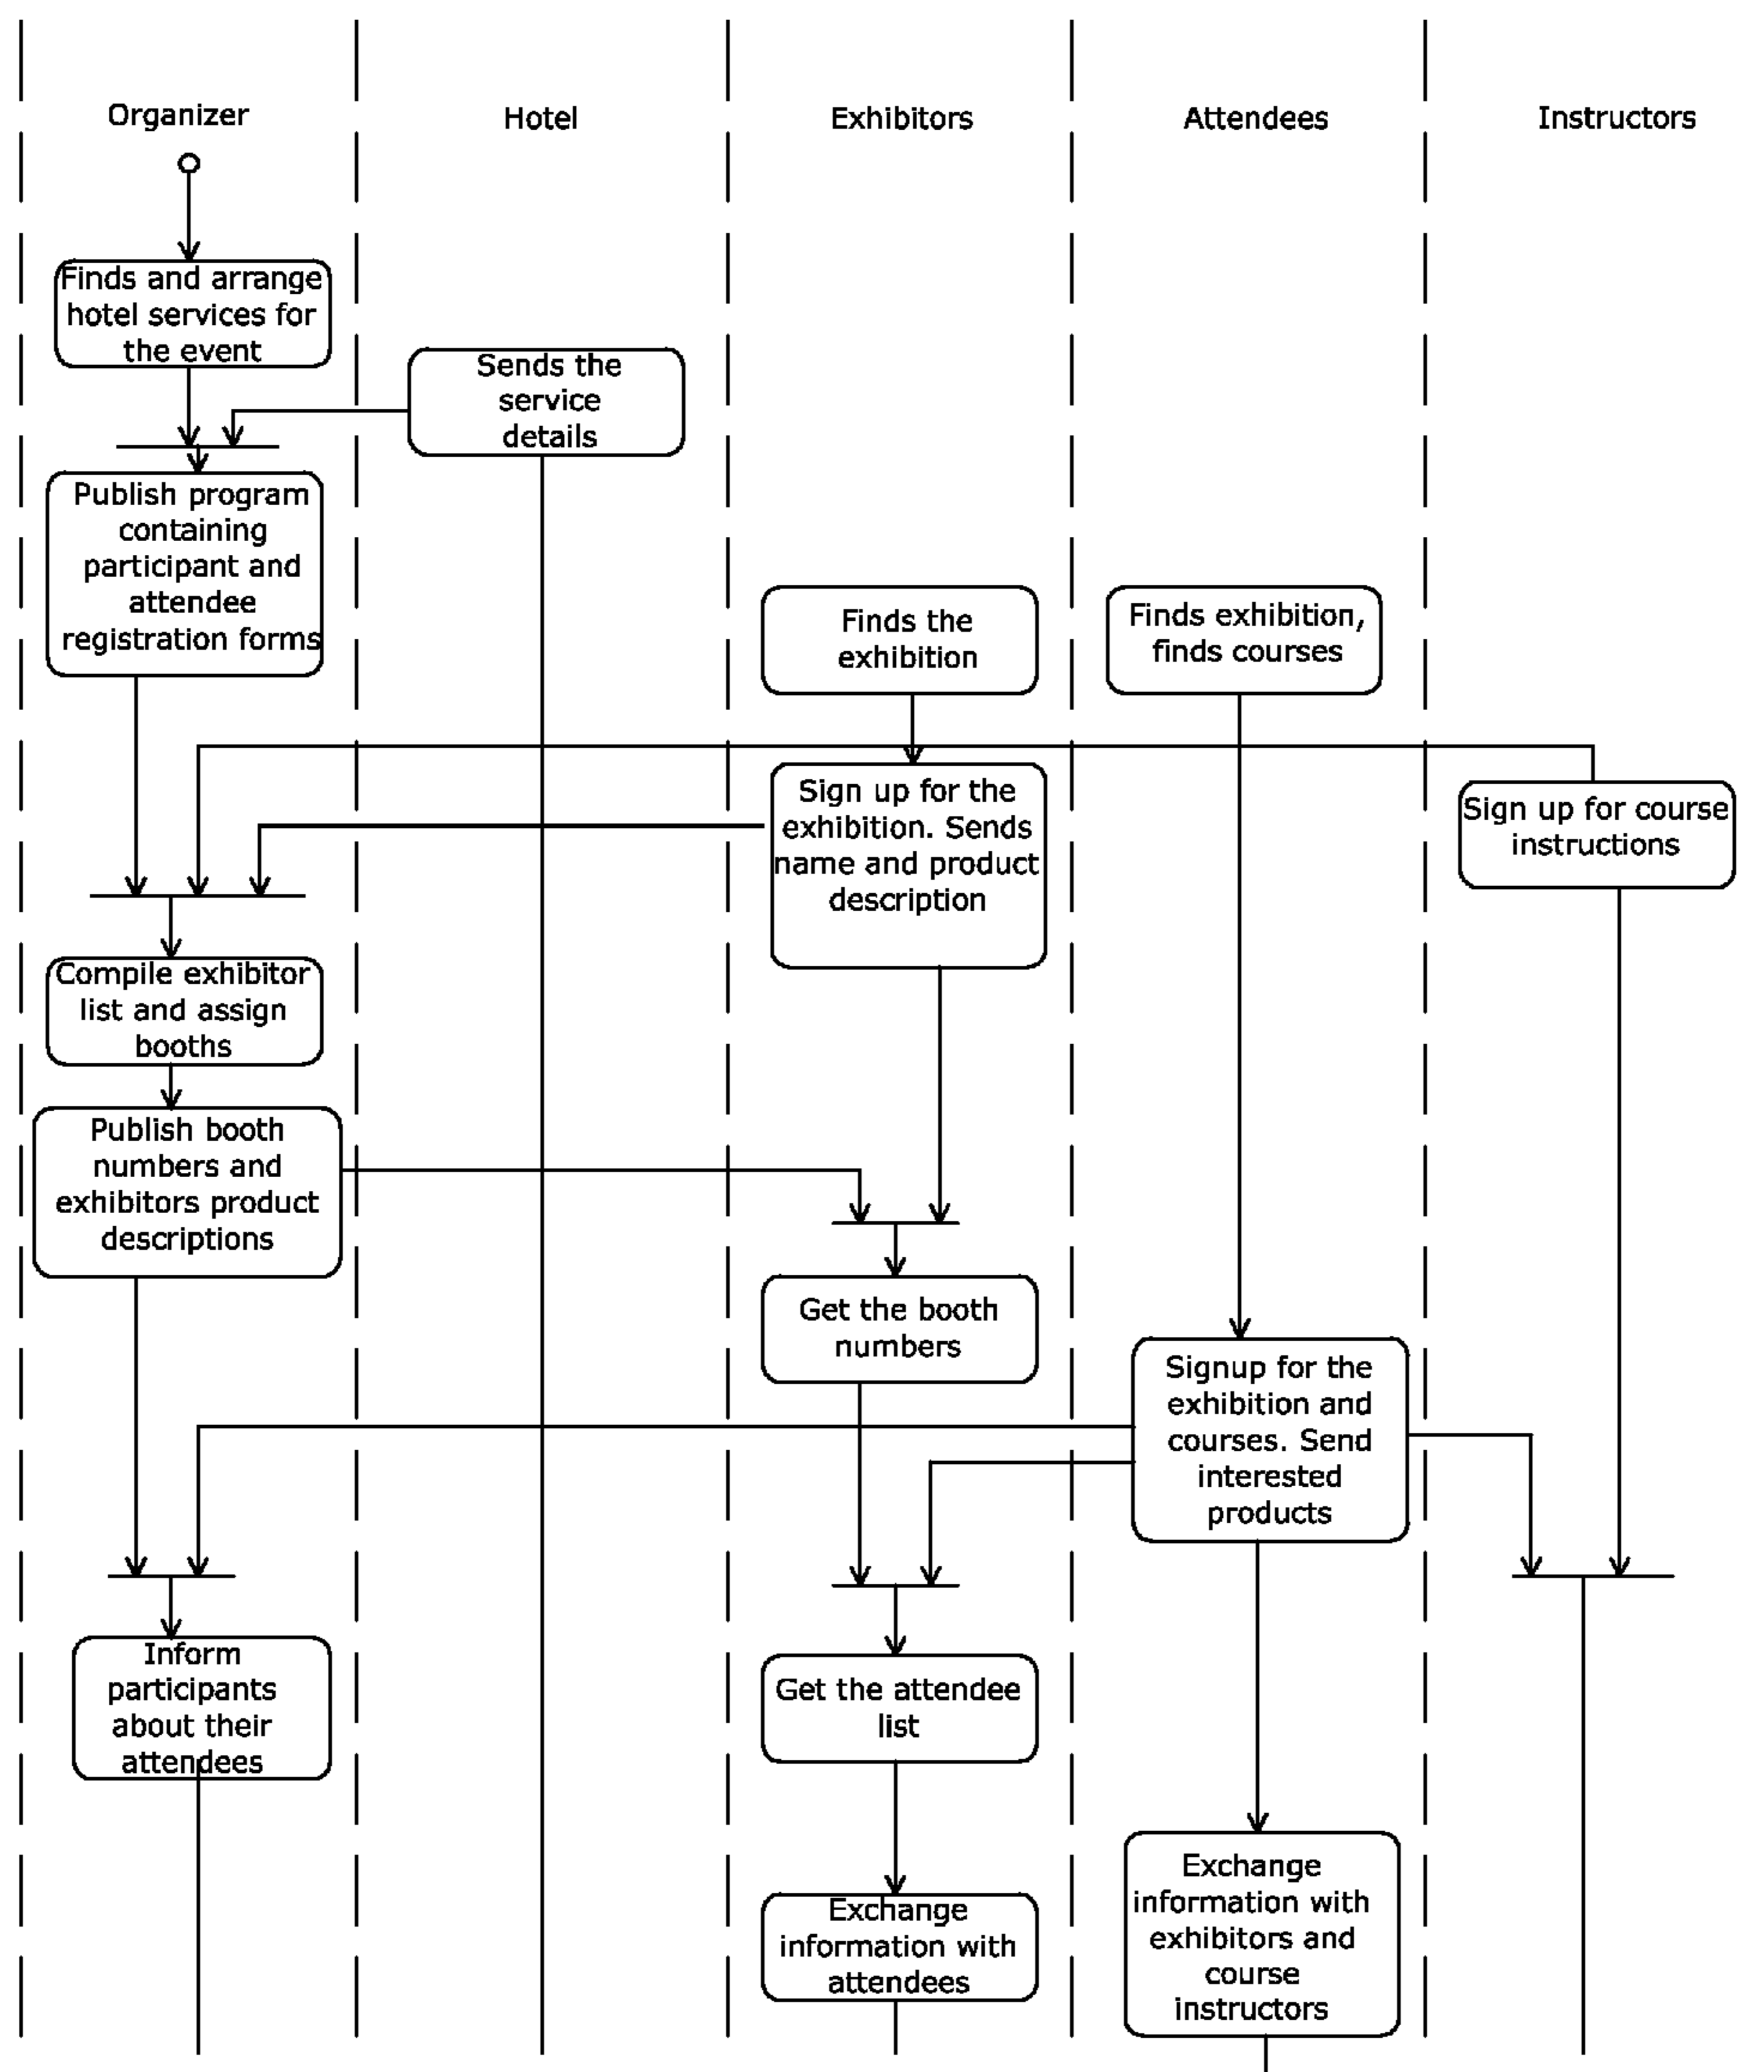 Organizer
Hotel
Exhibitors
Attendees
Instructors
Finds and arrange
hotel services for
the event
Sends the
service
details
Publish program
containing
participant and
attendee
registration forms
Finds the
exhibition
Finds exhibition,
finds courses
Sign up for the
exhibition. Sends
name and product
description
Sign up for course
instructions
Compile exhibitor
list and assign
booths
Publish booth
numbers and
exhibitors product
descriptions
Get the booth
numbers
Signup for the
exhibition and
courses. Send
interested
products
Inform
participants
about their
attendees
Get the attendee
list
Exchange
information with
attendees
Exchange
information with
exhibitors and
course
instructors